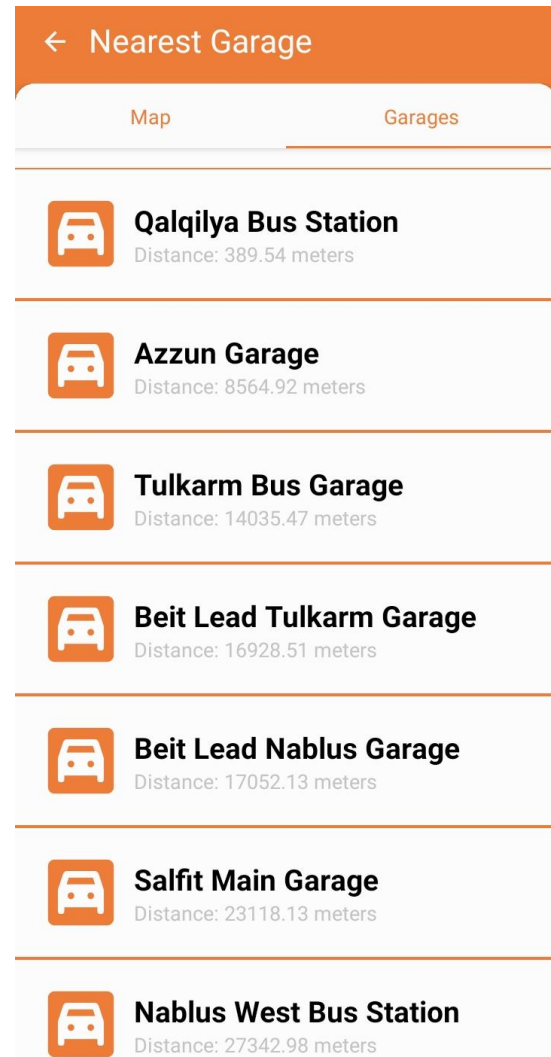 Nearest Garage
Map Garages
Qalqilya Bus Station
Distance: 389.54 meters
Azzun Garage
Distance: 8564.92 meters
Tulkarm Bus Garage
Distance: 14035.47 meters
Beit Lead Tulkarm Garage
Distance: 16928.51 meters
Beit Lead Nablus Garage
Distance: 17052.13 meters
Salfit Main Garage
Distance: 23118.13 meters
Nablus West Bus Station
Distance: 27342.98 meters